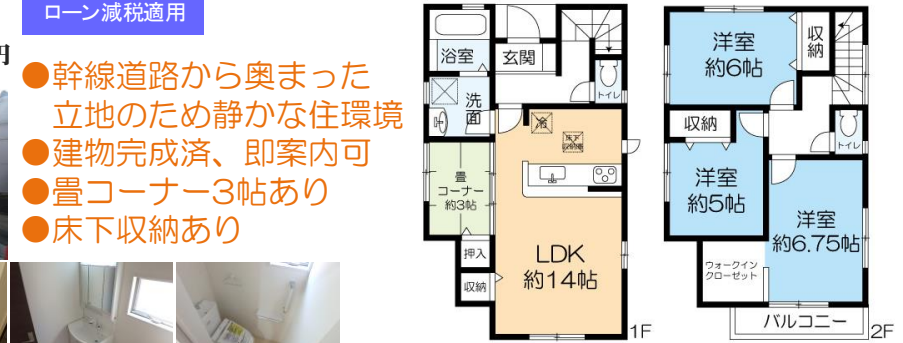 ローン減税適用
円
●幹線道路から奥まった
立地のため静かな住環境
●建物完成済、即案内可
●畳コーナー3帖あり
●床下収納あり
浴室
玄関
トイレ
洗面
冷
床下収納庫
畳コーナー
約3帖
押入
収納
LDK
約14帖
1F
洋室
約6帖
収納
収納
トイレ
洋室
約5帖
洋室
約6.75帖
ウォークイン
クローゼット
バルコニー
2F